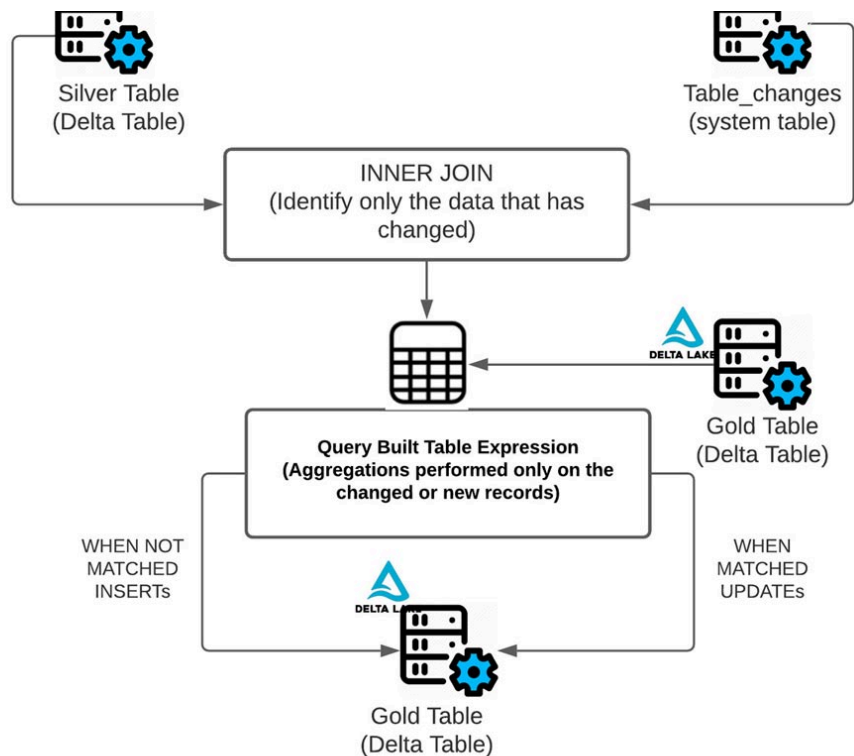 Silver Table
(Delta Table)
Table_changes
(system table)
INNER JOIN
(Identify only the data that has
changed)
DELTA LAKE
Gold Table
(Delta Table)
Query Built Table Expression
(Aggregations performed only on the
changed or new records)
WHEN NOT
MATCHED
INSERTs
WHEN
MATCHED
UPDATEs
DELTA LAKE
Gold Table
(Delta Table)